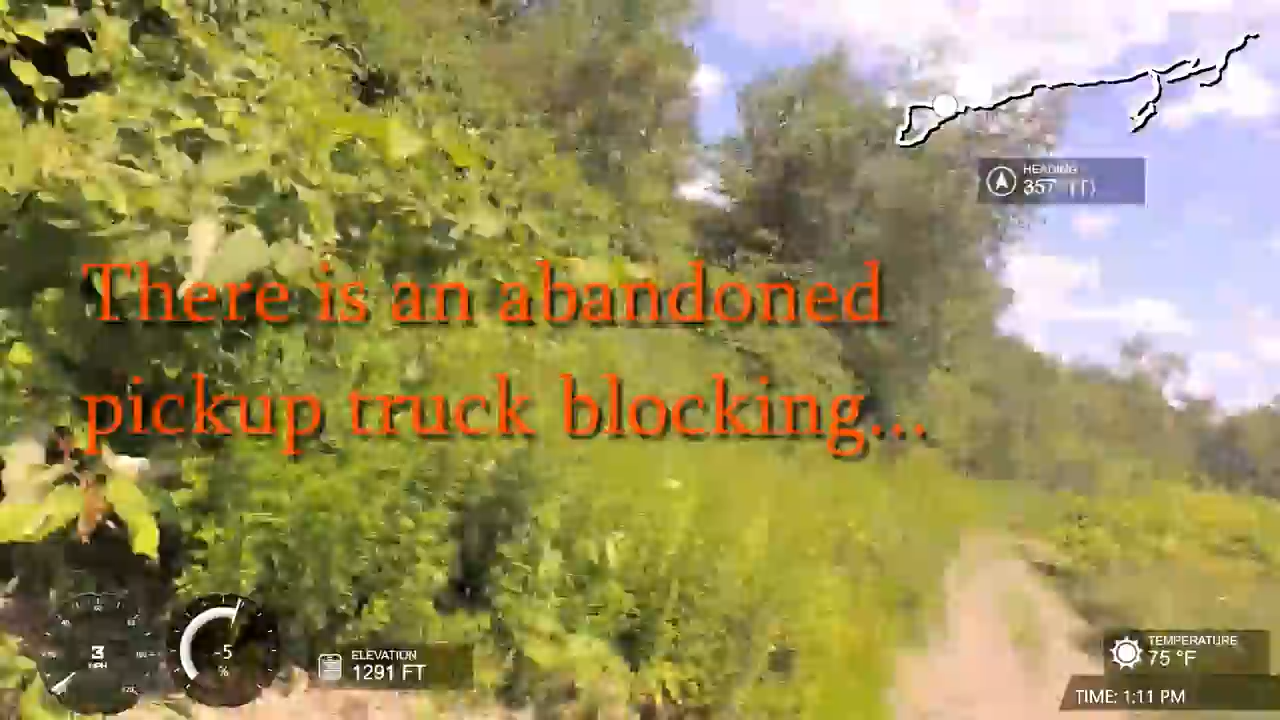 HEADING
There is an abandoned
pickup truck blocking...
3
MPH
-5
%
ELEVATION
1291 FT
TEMPERATURE
75 °F
TIME: 1:11 PM